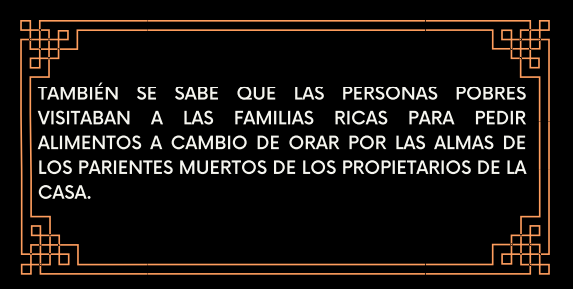 TAMBIÉN SE SABE QUE LAS PERSONAS POBRES
VISITABAN A LAS FAMILIAS RICAS PARA PEDIR
ALIMENTOS A CAMBIO DE ORAR POR LAS ALMAS DE
LOS PARIENTES MUERTOS DE LOS PROPIETARIOS DE LA
CASA.